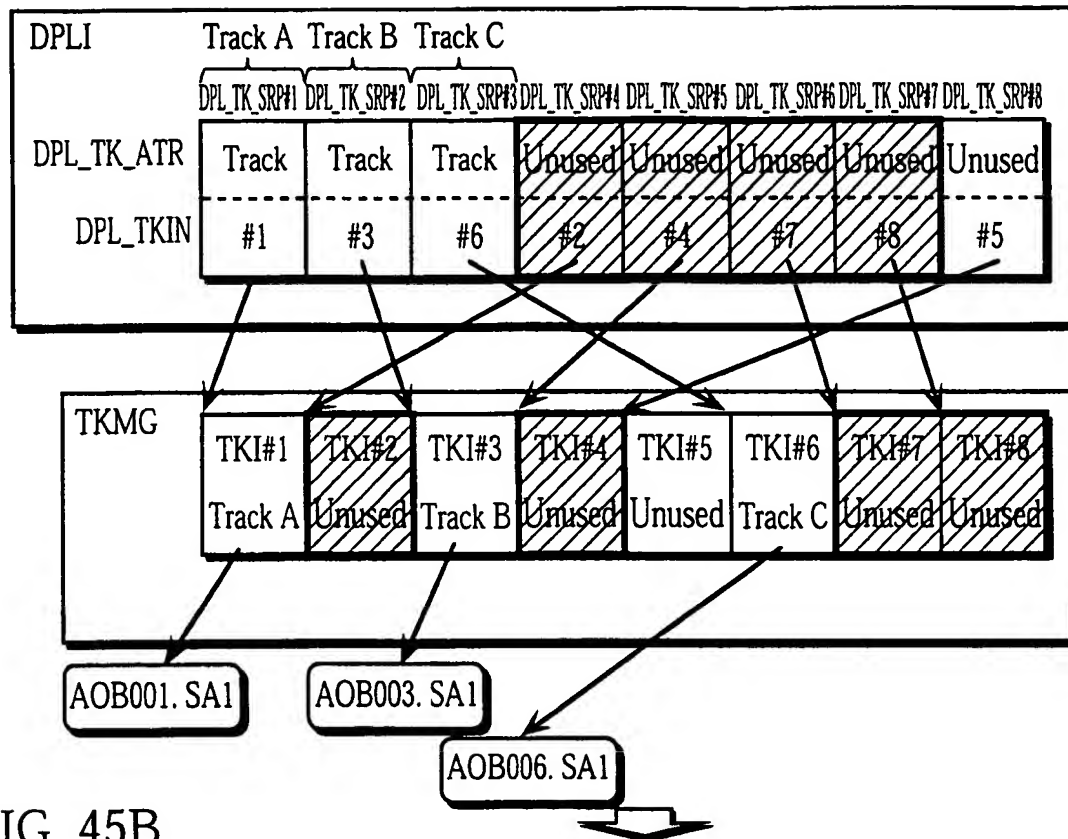 DPLI
Track A Track B Track C
DPL_TK_SRP#1 DPL_TK_SRP#2 DPL_TK_SRP#3 DPL_TK_SRP#4 DPL_TK_SRP#5 DPL_TK_SRP#6 DPL_TK_SRP#7 DPL_TK_SRP#8
DPL_TK_ATR Track Track Track Unused Unused Unused Unused Unused
DPL_TKIN #1 #3 #6 #2 #4 #7 #8 #5
TKMG
TKI#1 TKI#2 TKI#3 TKI#4 TKI#5 TKI#6 TKI#7 TKI#8
Track A Unused Track B Unused Unused Track C Unused Unused
AOB001. SA1 AOB003. SA1
AOB006. SA1
IG. 45B